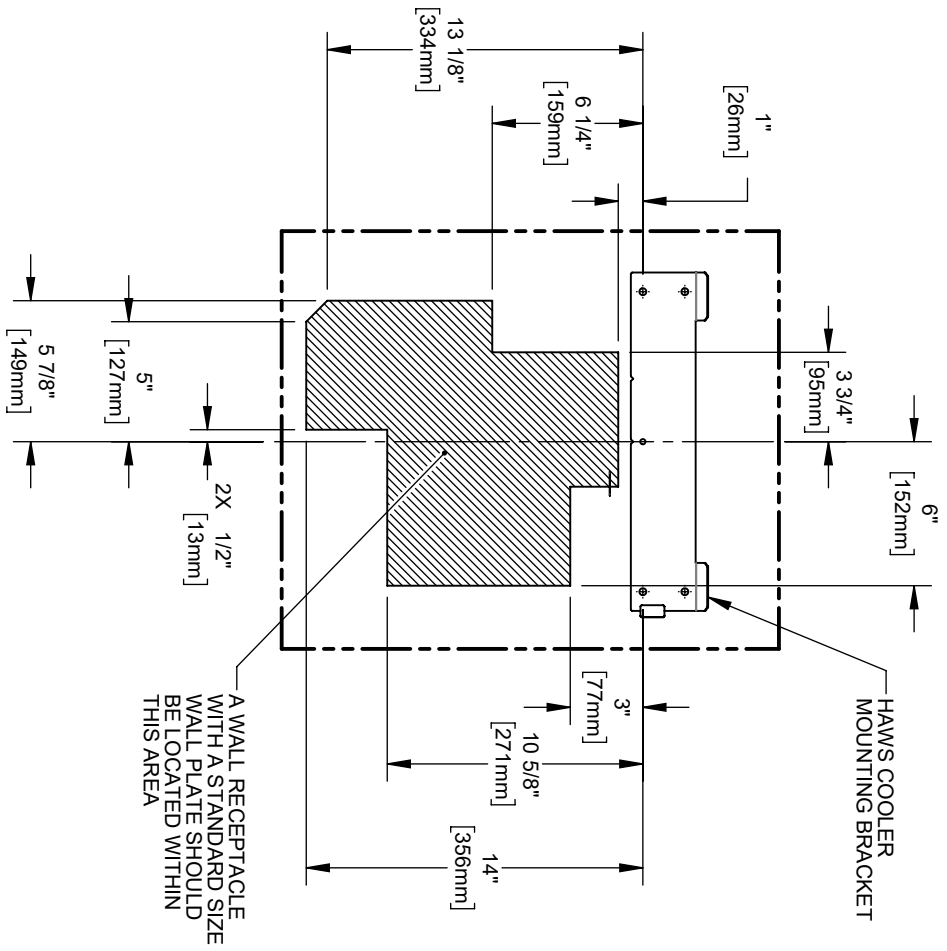 HAWS COOLER
MOUNTING BRACKET
6"
[152mm]
3 3/4"
[95mm]
1"
[26mm]
6 1/4"
[159mm]
13 1/8"
[334mm]
3"
[77mm]
10 5/8"
[271mm]
14"
[356mm]
2X 1/2"
[13mm]
5"
[127mm]
5 7/8"
[149mm]
A WALL RECEPTACLE
WITH A STANDARD SIZE
WALL PLATE SHOULD
BE LOCATED WITHIN
THIS AREA